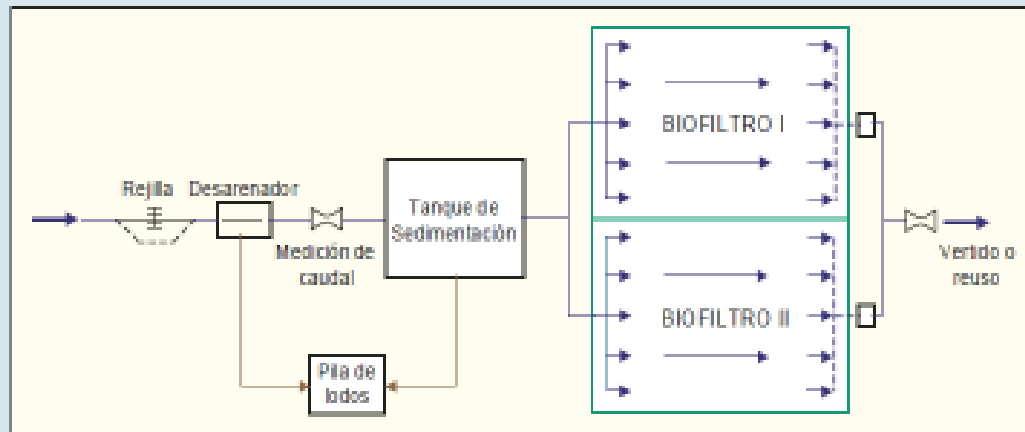 Rejilla
Desarenador
Medición de
caudal
Tanque de
Sedimentación
Pila de
lodos
BIOFILTRO I
BIOFILTRO II
Vertido o
reuso